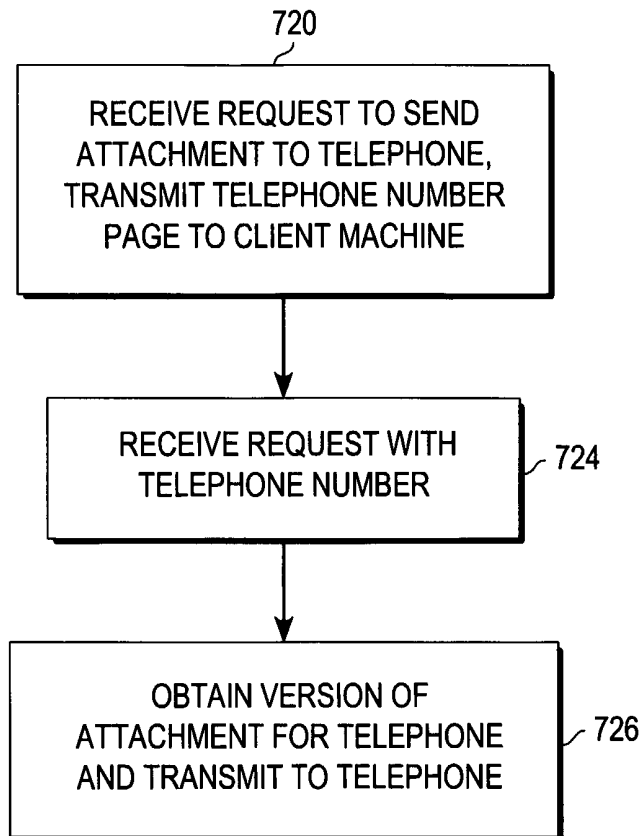 720
RECEIVE REQUEST TO SEND
ATTACHMENT TO TELEPHONE,
TRANSMIT TELEPHONE NUMBER
PAGE TO CLIENT MACHINE
RECEIVE REQUEST WITH
TELEPHONE NUMBER
724
OBTAIN VERSION OF
ATTACHMENT FOR TELEPHONE
AND TRANSMIT TO TELEPHONE
726